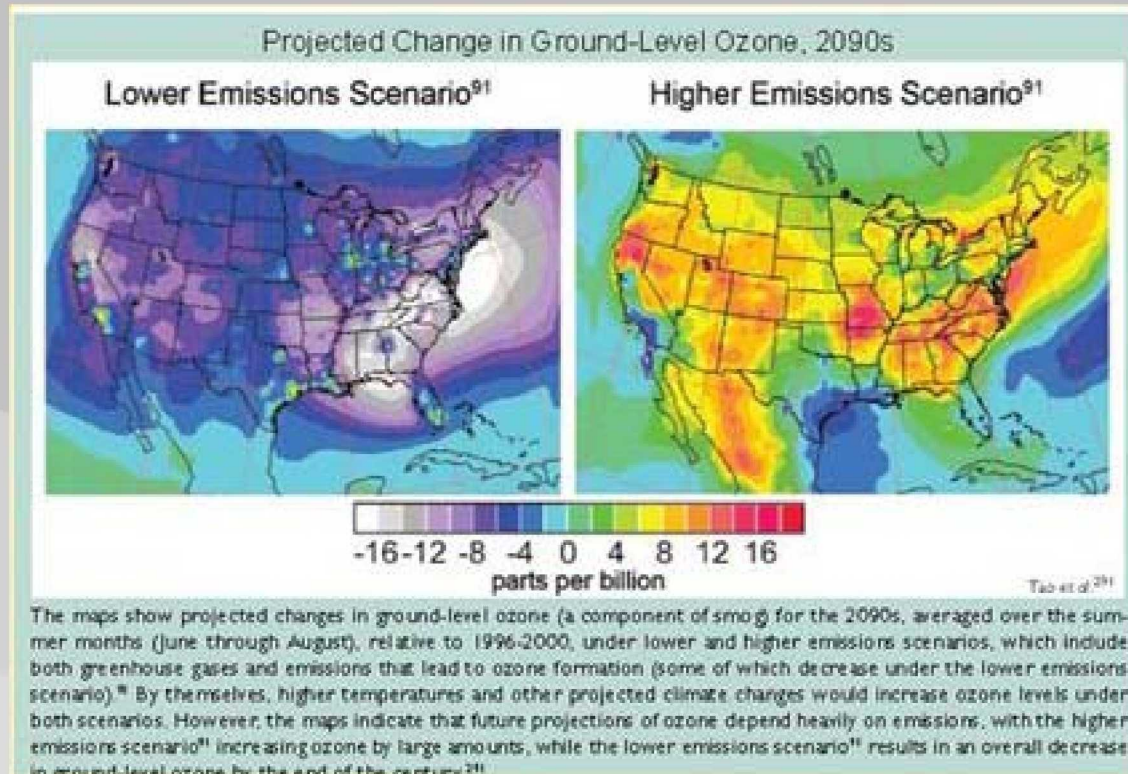 Projected Change in Ground-Level Ozone, 2090s
Lower Emissions Scenario⁹¹
Higher Emissions Scenario⁹¹
-16 -12 -8 -4 0 4 8 12 16
parts per billion
Tao et al.²⁹¹
The maps show projected changes in ground-level ozone (a component of smog) for the 2090s, averaged over the sum-
mer months (June through August), relative to 1996-2000, under lower and higher emissions scenarios, which include
both greenhouse gases and emissions that lead to ozone formation (some of which decrease under the lower emissions
scenario). By themselves, higher temperatures and other projected climate changes would increase ozone levels under
both scenarios. However, the maps indicate that future projections of ozone depend heavily on emissions, with the higher
emissions scenario⁹¹ increasing ozone by large amounts, while the lower emissions scenario⁹¹ results in an overall decrease
in ground-level ozone by the end of the century.²⁹¹